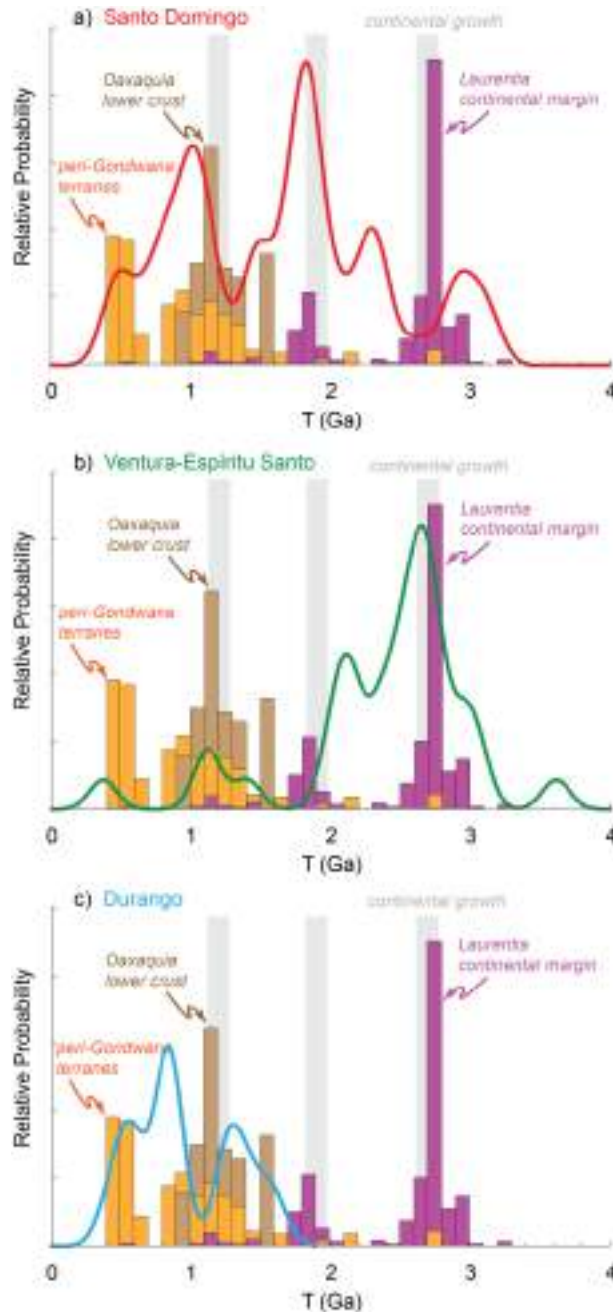 a) Santo Domingo
continental growth
Oaxaquia
lower crust
Laurentia
continental margin
peri-Gondwana
terranes
Relative Probability
0 1 2 3 4
T (Ga)
b) Ventura-Espíritu Santo
continental growth
Oaxaquia
lower crust
Laurentia
continental margin
peri-Gondwana
terranes
Relative Probability
0 1 2 3 4
T (Ga)
c) Durango
continental growth
Oaxaquia
lower crust
Laurentia
continental margin
peri-Gondwana
terranes
Relative Probability
0 1 2 3 4
T (Ga)